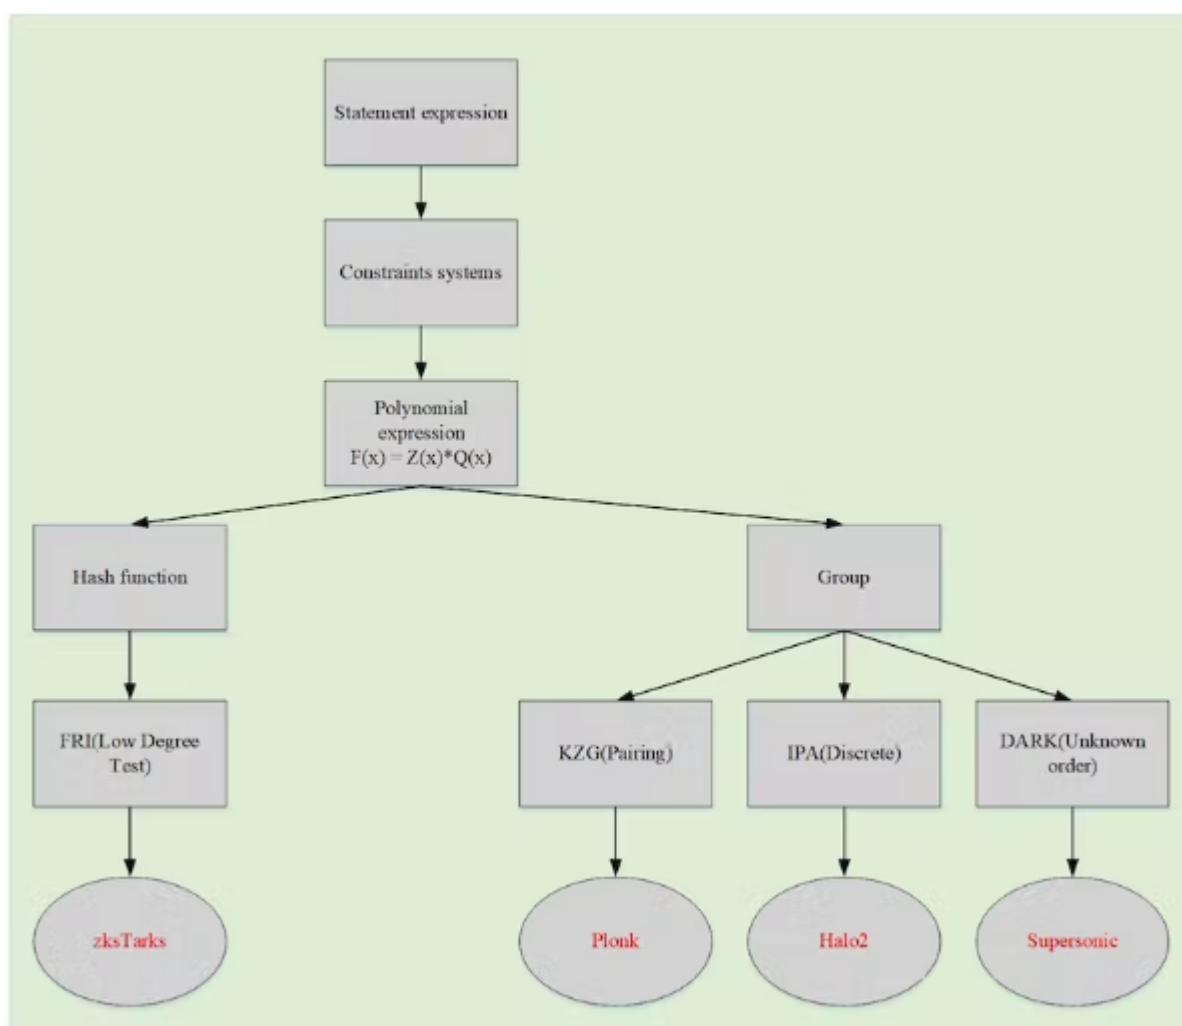 Statement expression
Constraints systems
Polynomial
expression
F(x) = Z(x)*Q(x)
Hash function
Group
FRI(Low Degree
Test)
KZG(Pairing)
IPA(Discrete)
DARK(Unknown
order)
zksTarks
Plonk
Halo2
Supersonic